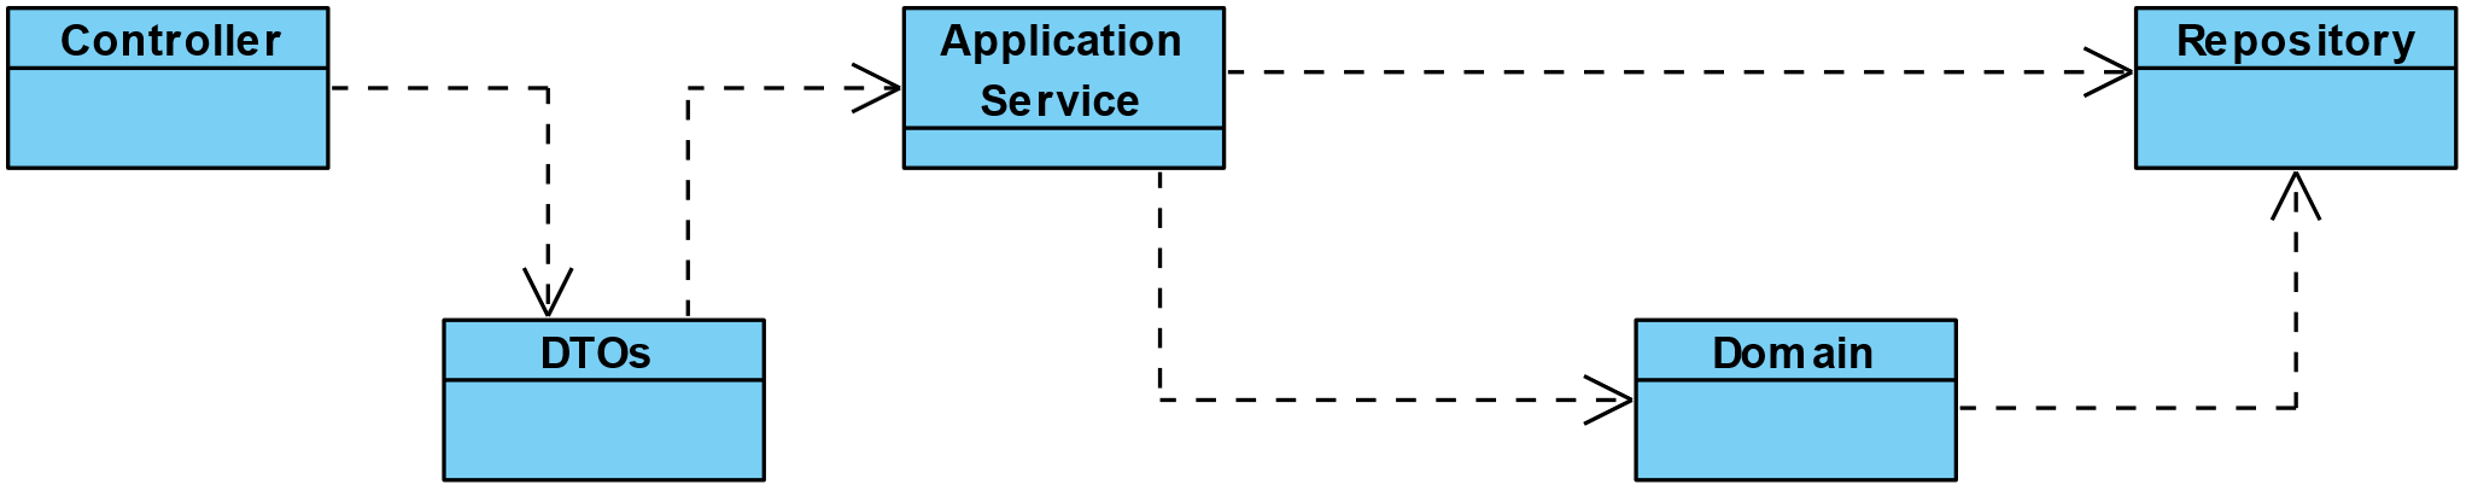 Controller
Application
Service
Repository
DTOs
Domain